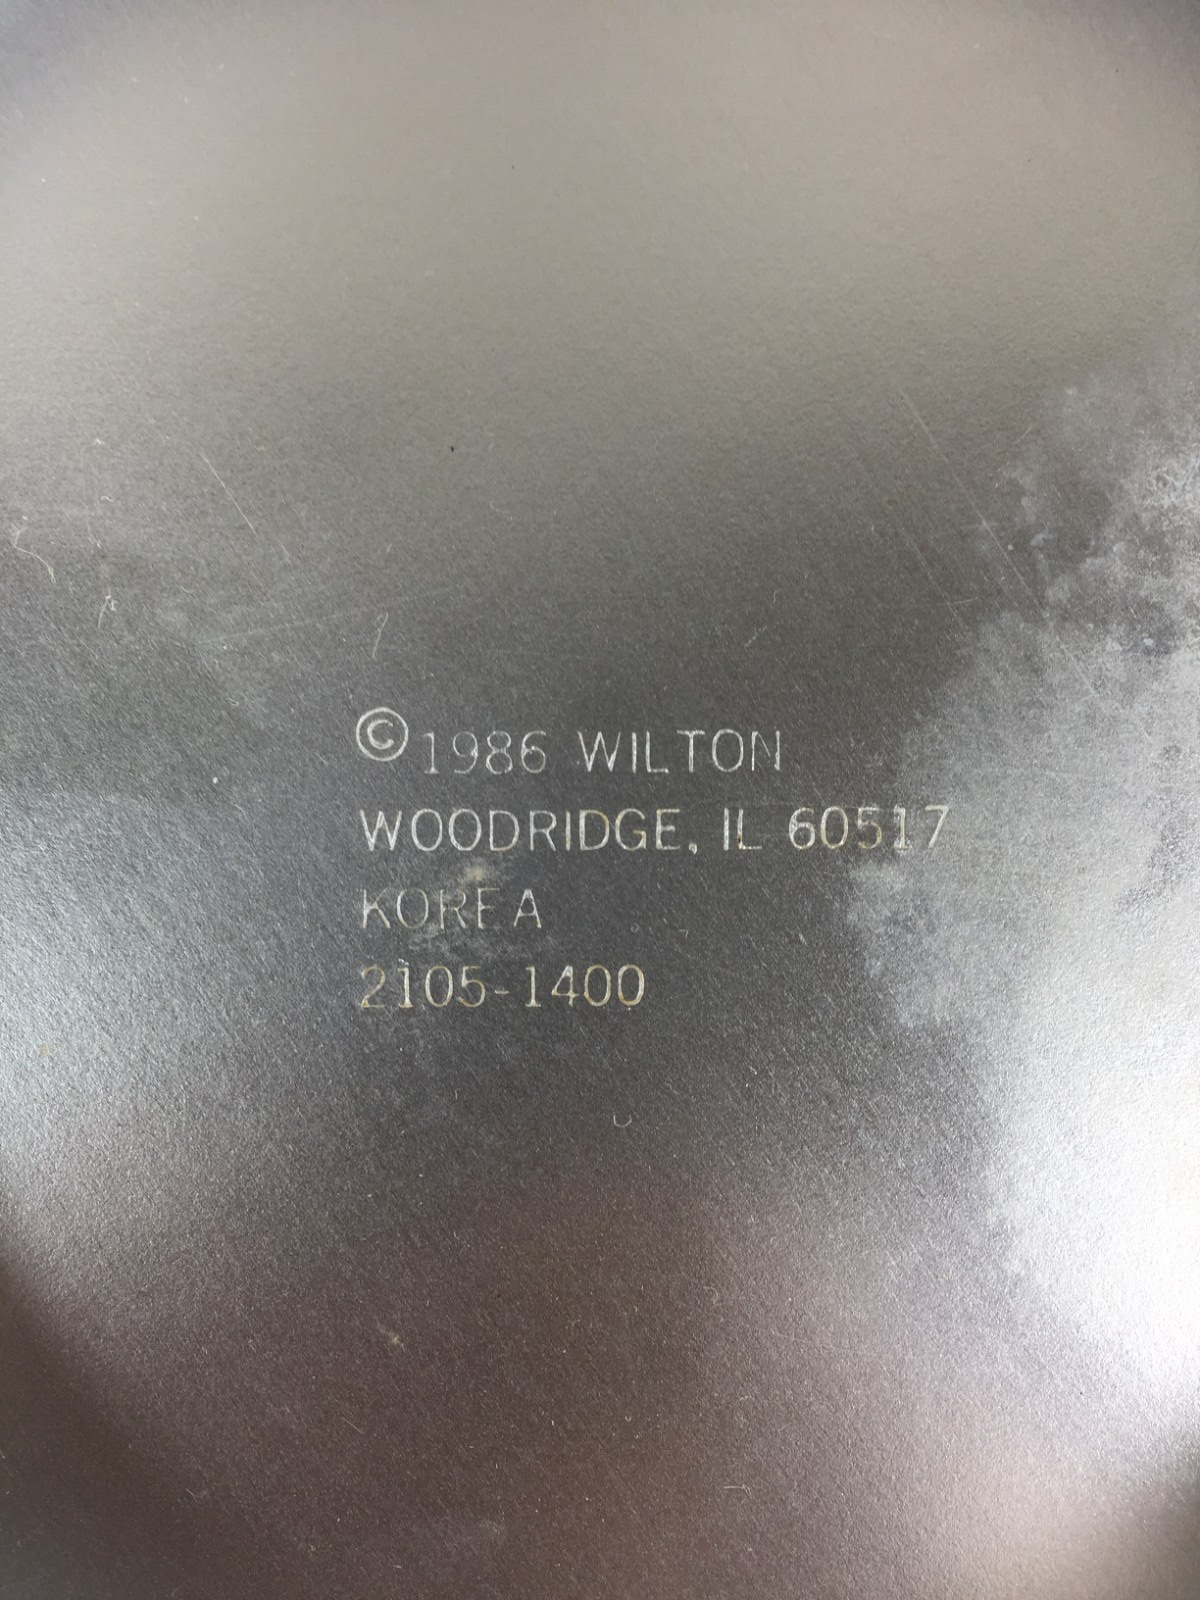 © 1986 WILTON
WOODRIDGE, IL 60517
KOREA
2105-1400